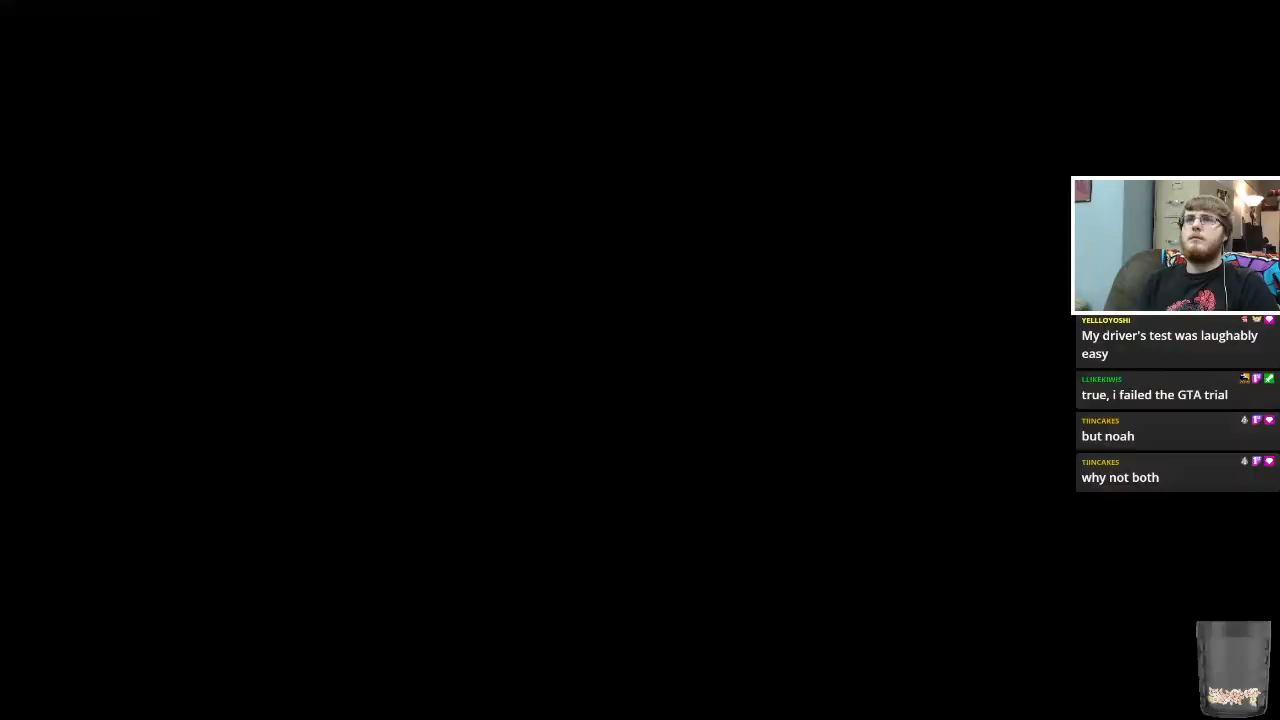 YELLLOYOSHI
My driver's test was laughably
easy
LLIKEKIWIS
true, i failed the GTA trial
TIINCAKES
but noah
TIINCAKES
why not both